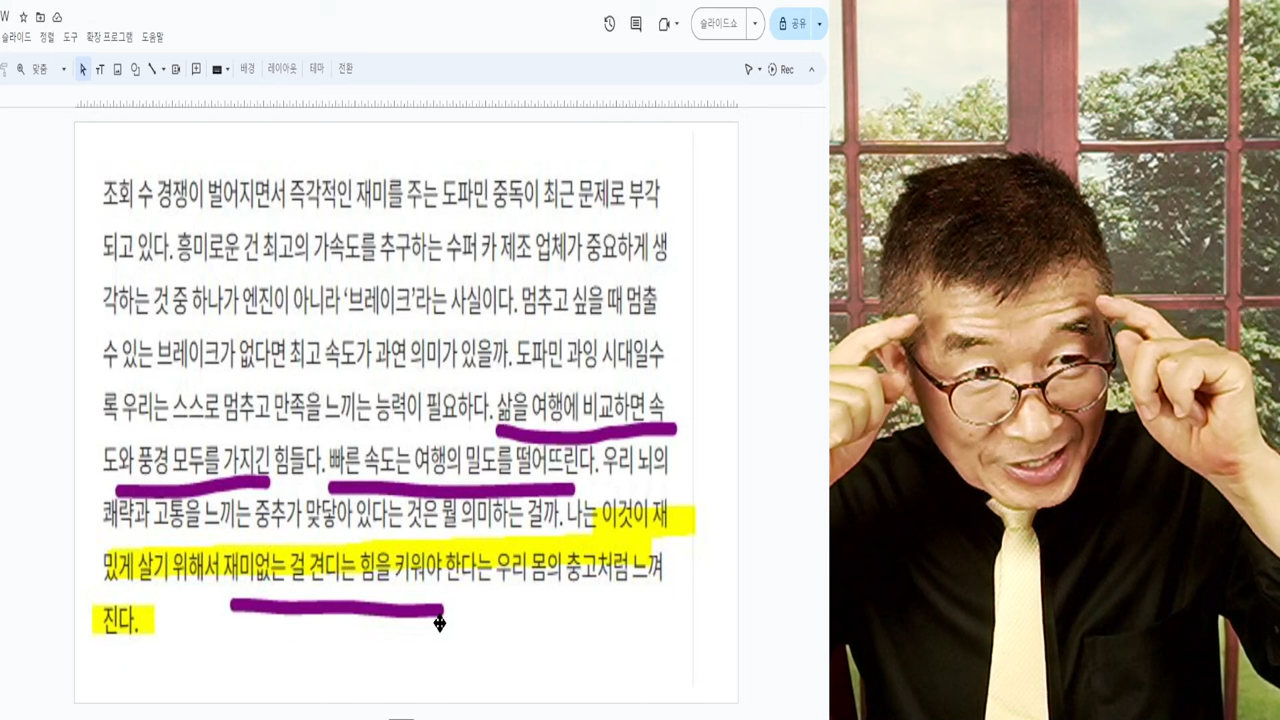 W
슬라이드 정렬 도구 확장 프로그램 도움말
슬라이드쇼
공유
맞춤
배경 레이아웃 테마 전환
Rec
조회 수 경쟁이 벌어지면서 즉각적인 재미를 주는 도파민 중독이 최근 문제로 부각
되고 있다. 흥미로운 건 최고의 가속도를 추구하는 수퍼 카 제조 업체가 중요하게 생
각하는 것 중 하나가 엔진이 아니라 ‘브레이크’라는 사실이다. 멈추고 싶을 때 멈출
수 있는 브레이크가 없다면 최고 속도가 과연 의미가 있을까. 도파민 과잉 시대일수
록 우리는 스스로 멈추고 만족을 느끼는 능력이 필요하다. 삶을 여행에 비교하면 속
도와 풍경 모두를 가지긴 힘들다. 빠른 속도는 여행의 밀도를 떨어뜨린다. 우리 뇌의
쾌락과 고통을 느끼는 중추가 맞닿아 있다는 것은 뭘 의미하는 걸까. 나는 이것이 재
밌게 살기 위해서 재미없는 걸 견디는 힘을 키워야 한다는 우리 몸의 충고처럼 느껴
진다.